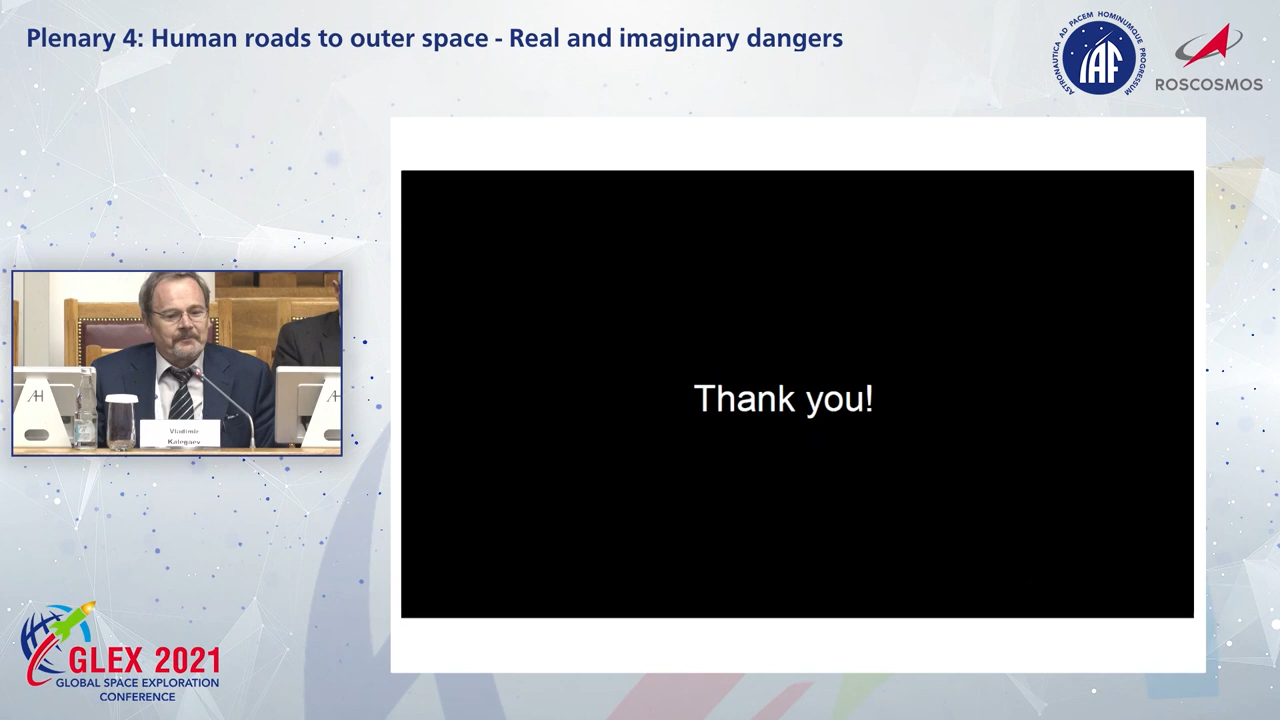 Plenary 4: Human roads to outer space - Real and imaginary dangers
ASTRONAUTICA AD PACEM HOMINUMQUE PROGRESSUM
IAF
ROSCOSMOS
Thank you!
Vladimir
Kalegaev
GLEX 2021
GLOBAL SPACE EXPLORATION
CONFERENCE